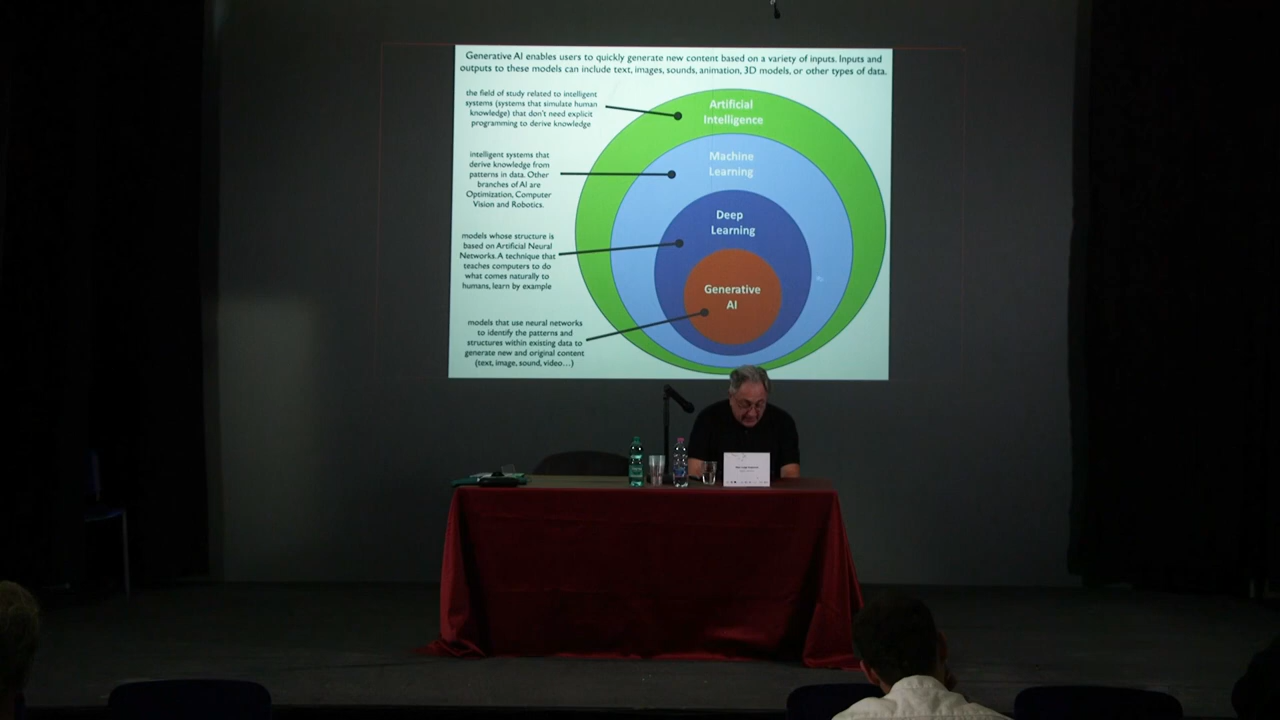 Generative AI enables users to quickly generate new content based on a variety of inputs. Inputs and
outputs to these models can include text, images, sounds, animation, 3D models, or other types of data.
the field of study related to intelligent
systems (systems that simulate human
knowledge) that don't need explicit
programming to derive knowledge
Artificial
Intelligence
intelligent systems that
derive knowledge from
patterns in data. Other
branches of AI are
Optimization, Computer
Vision and Robotics.
Machine
Learning
models whose structure is
based on Artificial Neural
Networks. A technique that
teaches computers to do
what comes naturally to
humans, learn by example
Deep
Learning
models that use neural networks
to identify the patterns and
structures within existing data to
generate new and original content
(text, image, sound, video…)
Generative
AI